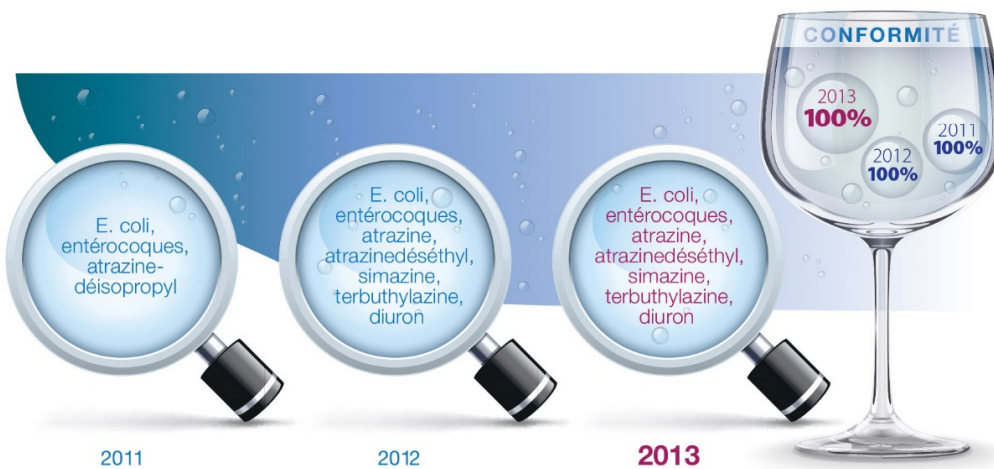 CONFORMITÉ
2013
100%
2011
100%
2012
100%
E. coli,
entérocoques,
atrazine-
déisopropyl
E. coli,
entérocoques,
atrazine,
atrazinedéséthyl,
simazine,
terbuthylazine,
diuron
E. coli,
entérocoques,
atrazine,
atrazinedéséthyl,
simazine,
terbuthylazine,
diuron
2011
2012
2013